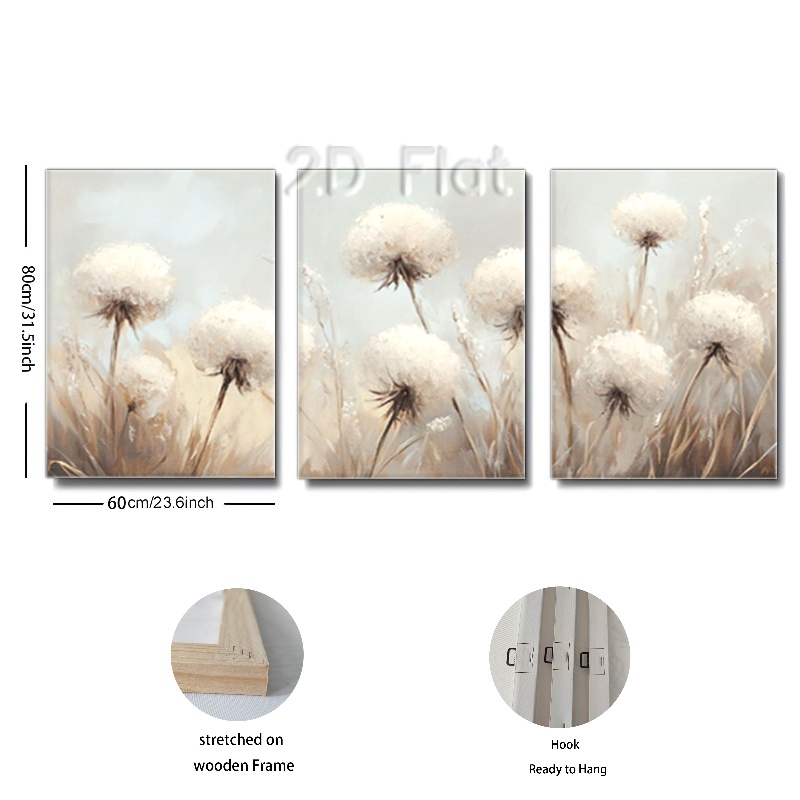 2D Flat
80cm/31.5inch
60cm/23.6inch
stretched on
wooden Frame
Hook
Ready to Hang